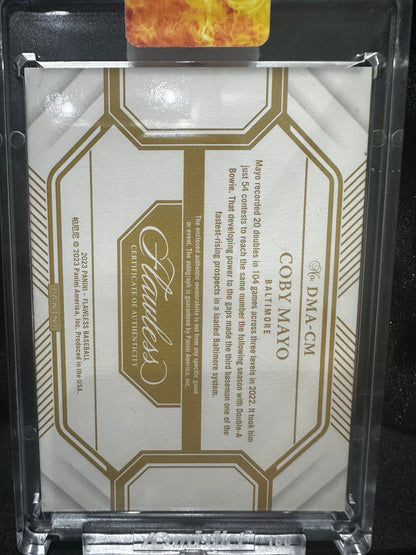 No. DMA-CM
COBY MAYO
BALTIMORE
Mayo recorded 20 doubles in 104 games across three levels in 2022. It took him
just 54 contests to reach the same number the following season with Double-A
Bowie. That developing power to the gaps made the third baseman one of the
fastest-rising prospects in a loaded Baltimore system.
Flawless
CERTIFICATE OF AUTHENTICITY
The enclosed authentic memorabilia is not from any specific game
or event. The autograph is guaranteed by Panini America, Inc.
2023 PANINI - FLAWLESS BASEBALL
帕尼尼 © 2023 Panini America, Inc. Produced in the USA.
PANINI